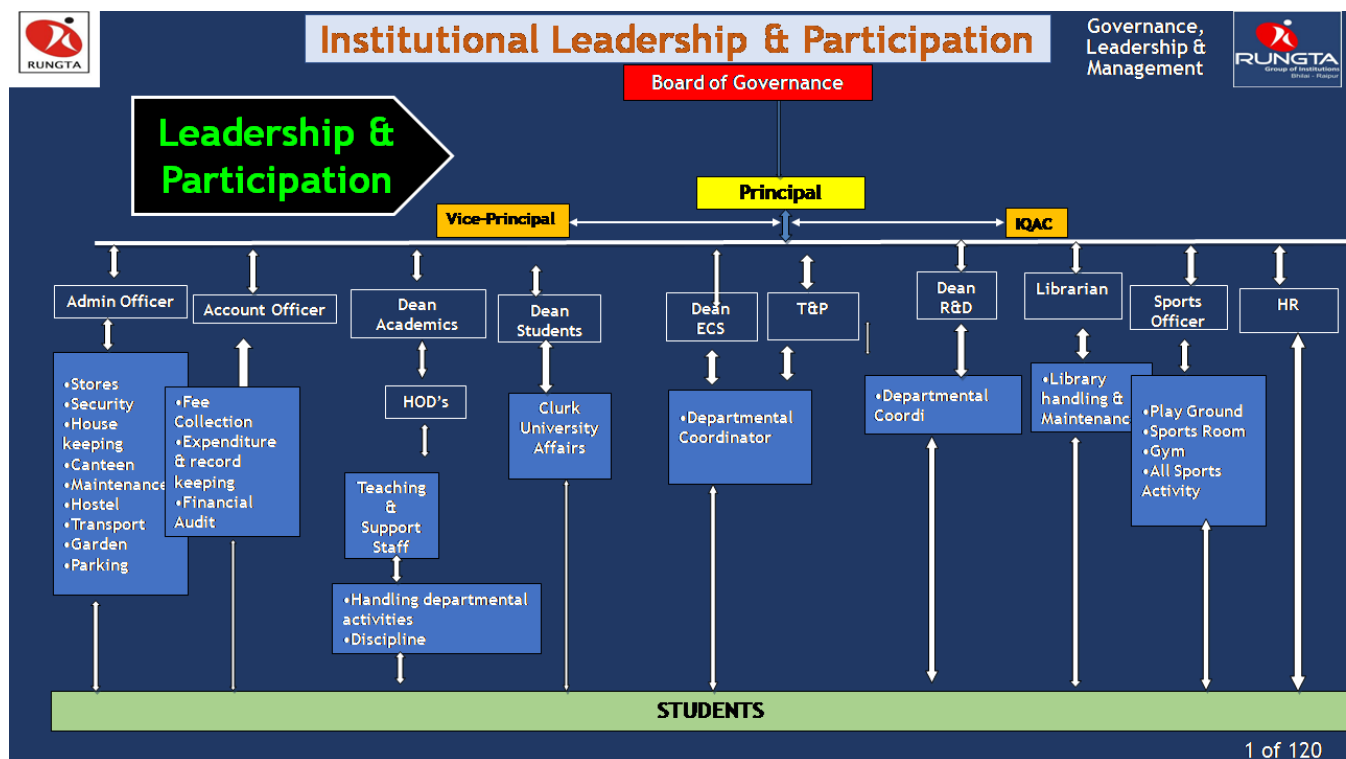 RUNGTA
Institutional Leadership & Participation
Governance,
Leadership &
Management
RUNGTA
Group of Institutions
Bhilai - Raipur
Board of Governance
Leadership &
Participation
Principal
Vice-Principal
IQAC
Admin Officer
Account Officer
Dean
Academics
Dean
Students
Dean
ECS
T&P
Dean
R&D
Librarian
Sports
Officer
HR
•Stores
•Security
•House
keeping
•Canteen
•Maintenance
•Hostel
•Transport
•Garden
•Parking
•Fee
Collection
•Expenditure
& record
keeping
•Financial
Audit
HOD's
Teaching
&
Support
Staff
•Handling departmental
activities
•Discipline
Clurk
University
Affairs
•Departmental
Coordinator
•Departmental
Coordi
•Library
handling &
Maintenanc
•Play Ground
•Sports Room
•Gym
•All Sports
Activity
STUDENTS
1 of 120